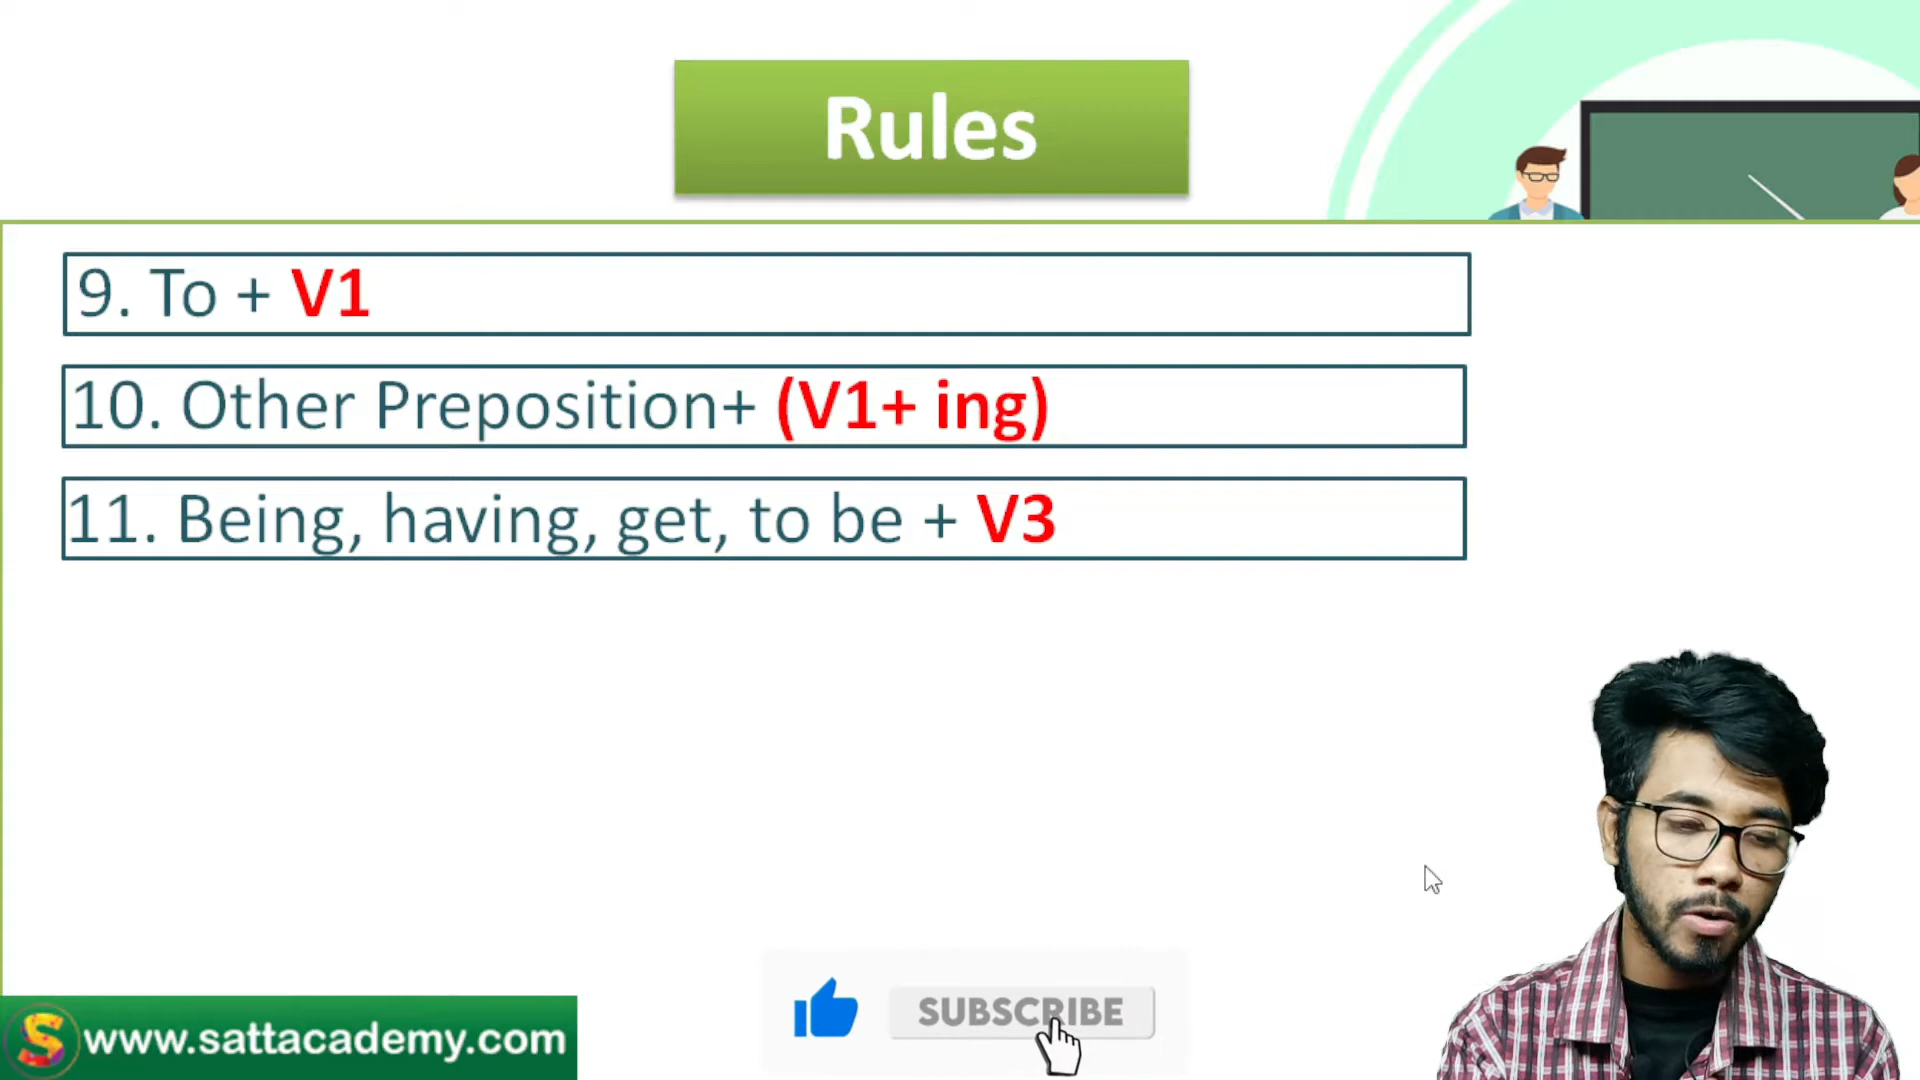 Rules
9. To + V1
10. Other Preposition+ (V1+ ing)
11. Being, having, get, to be + V3
SUBSCRIBE
S www.sattacademy.com